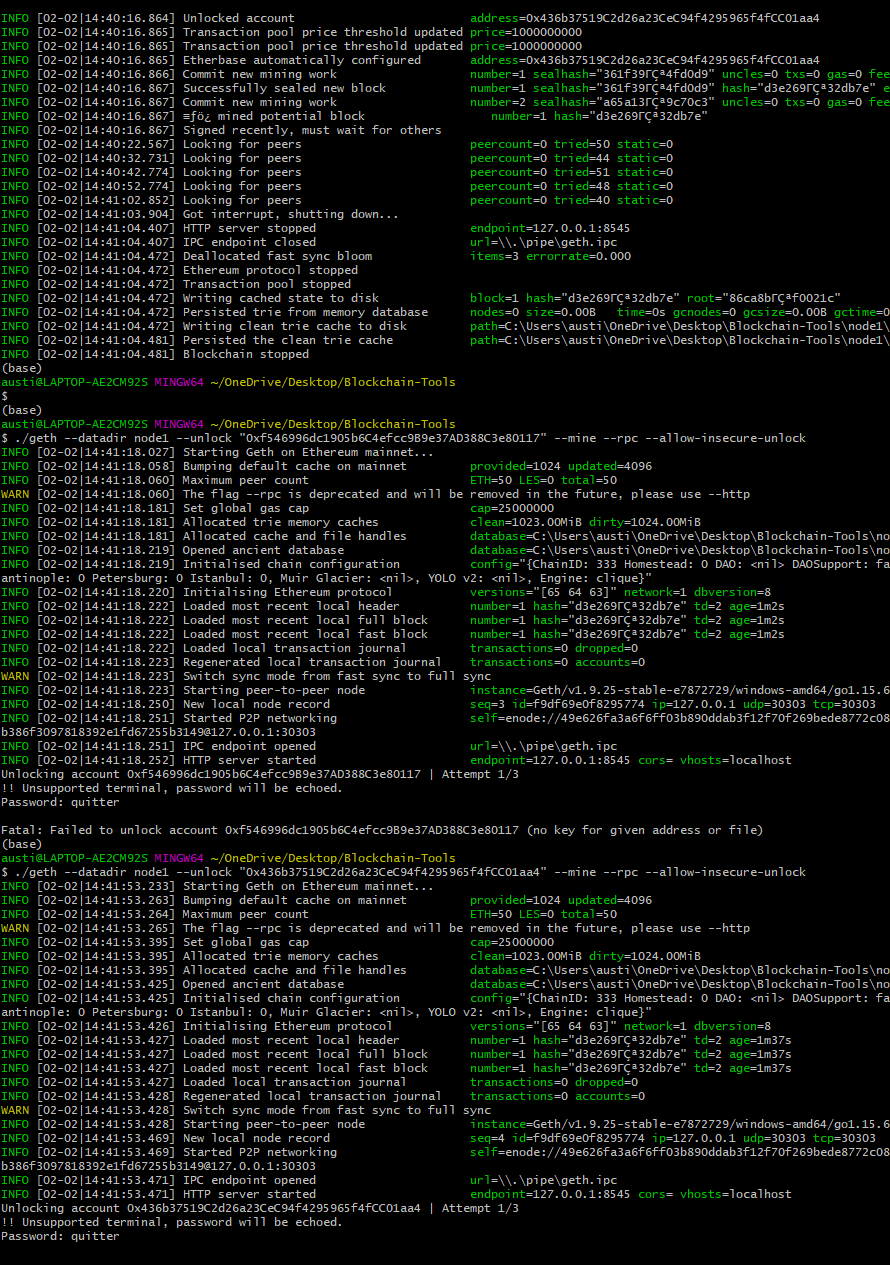 INFO [02-02|14:40:16.864] Unlocked account                         address=0x436b37519C2d26a23CeC94f4295965f4fCC01aa4
INFO [02-02|14:40:16.865] Transaction pool price threshold updated price=1000000000
INFO [02-02|14:40:16.865] Transaction pool price threshold updated price=1000000000
INFO [02-02|14:40:16.865] Etherbase automatically configured       address=0x436b37519C2d26a23CeC94f4295965f4fCC01aa4
INFO [02-02|14:40:16.866] Commit new mining work                   number=1 sealhash="361f39ΓÇª4fd0d9" uncles=0 txs=0 gas=0 fee
INFO [02-02|14:40:16.867] Successfully sealed new block            number=1 sealhash="361f39ΓÇª4fd0d9" hash="d3e269ΓÇª32db7e" e
INFO [02-02|14:40:16.867] Commit new mining work                   number=2 sealhash="a65a13ΓÇª9c70c3" uncles=0 txs=0 gas=0 fee
INFO [02-02|14:40:16.867] ≡ƒö¿ mined potential block                  number=1 hash="d3e269ΓÇª32db7e"
INFO [02-02|14:40:16.867] Signed recently, must wait for others
INFO [02-02|14:40:22.567] Looking for peers                        peercount=0 tried=50 static=0
INFO [02-02|14:40:32.731] Looking for peers                        peercount=0 tried=44 static=0
INFO [02-02|14:40:42.774] Looking for peers                        peercount=0 tried=51 static=0
INFO [02-02|14:40:52.774] Looking for peers                        peercount=0 tried=48 static=0
INFO [02-02|14:41:02.852] Looking for peers                        peercount=0 tried=40 static=0
INFO [02-02|14:41:03.904] Got interrupt, shutting down...
INFO [02-02|14:41:04.407] HTTP server stopped                      endpoint=127.0.0.1:8545
INFO [02-02|14:41:04.407] IPC endpoint closed                      url=\\.\pipe\geth.ipc
INFO [02-02|14:41:04.472] Deallocated fast sync bloom              items=3 errorrate=0.000
INFO [02-02|14:41:04.472] Ethereum protocol stopped
INFO [02-02|14:41:04.472] Transaction pool stopped
INFO [02-02|14:41:04.472] Writing cached state to disk             block=1 hash="d3e269ΓÇª32db7e" root="86ca8bΓÇªf0021c"
INFO [02-02|14:41:04.472] Persisted trie from memory database      nodes=0 size=0.00B   time=0s gcnodes=0 gcsize=0.00B gctime=0
INFO [02-02|14:41:04.472] Writing clean trie cache to disk         path=C:\Users\austi\OneDrive\Desktop\Blockchain-Tools\node1\
INFO [02-02|14:41:04.481] Persisted the clean trie cache           path=C:\Users\austi\OneDrive\Desktop\Blockchain-Tools\node1\
INFO [02-02|14:41:04.481] Blockchain stopped
(base)
austi@LAPTOP-AE2CM92S MINGW64 ~/OneDrive/Desktop/Blockchain-Tools
$
(base)
austi@LAPTOP-AE2CM92S MINGW64 ~/OneDrive/Desktop/Blockchain-Tools
$ ./geth --datadir node1 --unlock "0xf546996dc1905b6C4efcc9B9e37AD388C3e80117" --mine --rpc --allow-insecure-unlock
INFO [02-02|14:41:18.027] Starting Geth on Ethereum mainnet...
INFO [02-02|14:41:18.058] Bumping default cache on mainnet         provided=1024 updated=4096
INFO [02-02|14:41:18.060] Maximum peer count                       ETH=50 LES=0 total=50
WARN [02-02|14:41:18.060] The flag --rpc is deprecated and will be removed in the future, please use --http
INFO [02-02|14:41:18.181] Set global gas cap                       cap=25000000
INFO [02-02|14:41:18.181] Allocated trie memory caches             clean=1023.00MiB dirty=1024.00MiB
INFO [02-02|14:41:18.181] Allocated cache and file handles         database=C:\Users\austi\OneDrive\Desktop\Blockchain-Tools\no
INFO [02-02|14:41:18.219] Opened ancient database                  database=C:\Users\austi\OneDrive\Desktop\Blockchain-Tools\no
INFO [02-02|14:41:18.219] Initialised chain configuration          config="{ChainID: 333 Homestead: 0 DAO: <nil> DAOSupport: fa
antinople: 0 Petersburg: 0 Istanbul: 0, Muir Glacier: <nil>, YOLO v2: <nil>, Engine: clique}"
INFO [02-02|14:41:18.220] Initialising Ethereum protocol           versions="[65 64 63]" network=1 dbversion=8
INFO [02-02|14:41:18.222] Loaded most recent local header          number=1 hash="d3e269ΓÇª32db7e" td=2 age=1m2s
INFO [02-02|14:41:18.222] Loaded most recent local full block      number=1 hash="d3e269ΓÇª32db7e" td=2 age=1m2s
INFO [02-02|14:41:18.222] Loaded most recent local fast block      number=1 hash="d3e269ΓÇª32db7e" td=2 age=1m2s
INFO [02-02|14:41:18.222] Loaded local transaction journal         transactions=0 dropped=0
INFO [02-02|14:41:18.223] Regenerated local transaction journal    transactions=0 accounts=0
WARN [02-02|14:41:18.223] Switch sync mode from fast sync to full sync
INFO [02-02|14:41:18.223] Starting peer-to-peer node               instance=Geth/v1.9.25-stable-e7872729/windows-amd64/go1.15.6
INFO [02-02|14:41:18.250] New local node record                    seq=3 id=f9df69e0f8295774 ip=127.0.0.1 udp=30303 tcp=30303
INFO [02-02|14:41:18.251] Started P2P networking                   self=enode://49e626fa3a6f6ff03b890ddab3f12f70f269bede8772c08
b386f3097818392e1fd67255b3149@127.0.0.1:30303
INFO [02-02|14:41:18.251] IPC endpoint opened                      url=\\.\pipe\geth.ipc
INFO [02-02|14:41:18.252] HTTP server started                      endpoint=127.0.0.1:8545 cors= vhosts=localhost
Unlocking account 0xf546996dc1905b6C4efcc9B9e37AD388C3e80117 | Attempt 1/3
!! Unsupported terminal, password will be echoed.
Password: quitter
Fatal: Failed to unlock account 0xf546996dc1905b6C4efcc9B9e37AD388C3e80117 (no key for given address or file)
(base)
austi@LAPTOP-AE2CM92S MINGW64 ~/OneDrive/Desktop/Blockchain-Tools
$ ./geth --datadir node1 --unlock "0x436b37519C2d26a23CeC94f4295965f4fCC01aa4" --mine --rpc --allow-insecure-unlock
INFO [02-02|14:41:53.233] Starting Geth on Ethereum mainnet...
INFO [02-02|14:41:53.263] Bumping default cache on mainnet         provided=1024 updated=4096
INFO [02-02|14:41:53.264] Maximum peer count                       ETH=50 LES=0 total=50
WARN [02-02|14:41:53.265] The flag --rpc is deprecated and will be removed in the future, please use --http
INFO [02-02|14:41:53.395] Set global gas cap                       cap=25000000
INFO [02-02|14:41:53.395] Allocated trie memory caches             clean=1023.00MiB dirty=1024.00MiB
INFO [02-02|14:41:53.395] Allocated cache and file handles         database=C:\Users\austi\OneDrive\Desktop\Blockchain-Tools\no
INFO [02-02|14:41:53.425] Opened ancient database                  database=C:\Users\austi\OneDrive\Desktop\Blockchain-Tools\no
INFO [02-02|14:41:53.425] Initialised chain configuration          config="{ChainID: 333 Homestead: 0 DAO: <nil> DAOSupport: fa
antinople: 0 Petersburg: 0 Istanbul: 0, Muir Glacier: <nil>, YOLO v2: <nil>, Engine: clique}"
INFO [02-02|14:41:53.426] Initialising Ethereum protocol           versions="[65 64 63]" network=1 dbversion=8
INFO [02-02|14:41:53.427] Loaded most recent local header          number=1 hash="d3e269ΓÇª32db7e" td=2 age=1m37s
INFO [02-02|14:41:53.427] Loaded most recent local full block      number=1 hash="d3e269ΓÇª32db7e" td=2 age=1m37s
INFO [02-02|14:41:53.427] Loaded most recent local fast block      number=1 hash="d3e269ΓÇª32db7e" td=2 age=1m37s
INFO [02-02|14:41:53.427] Loaded local transaction journal         transactions=0 dropped=0
INFO [02-02|14:41:53.428] Regenerated local transaction journal    transactions=0 accounts=0
WARN [02-02|14:41:53.428] Switch sync mode from fast sync to full sync
INFO [02-02|14:41:53.428] Starting peer-to-peer node               instance=Geth/v1.9.25-stable-e7872729/windows-amd64/go1.15.6
INFO [02-02|14:41:53.469] New local node record                    seq=4 id=f9df69e0f8295774 ip=127.0.0.1 udp=30303 tcp=30303
INFO [02-02|14:41:53.469] Started P2P networking                   self=enode://49e626fa3a6f6ff03b890ddab3f12f70f269bede8772c08
b386f3097818392e1fd67255b3149@127.0.0.1:30303
INFO [02-02|14:41:53.471] IPC endpoint opened                      url=\\.\pipe\geth.ipc
INFO [02-02|14:41:53.471] HTTP server started                      endpoint=127.0.0.1:8545 cors= vhosts=localhost
Unlocking account 0x436b37519C2d26a23CeC94f4295965f4fCC01aa4 | Attempt 1/3
!! Unsupported terminal, password will be echoed.
Password: quitter